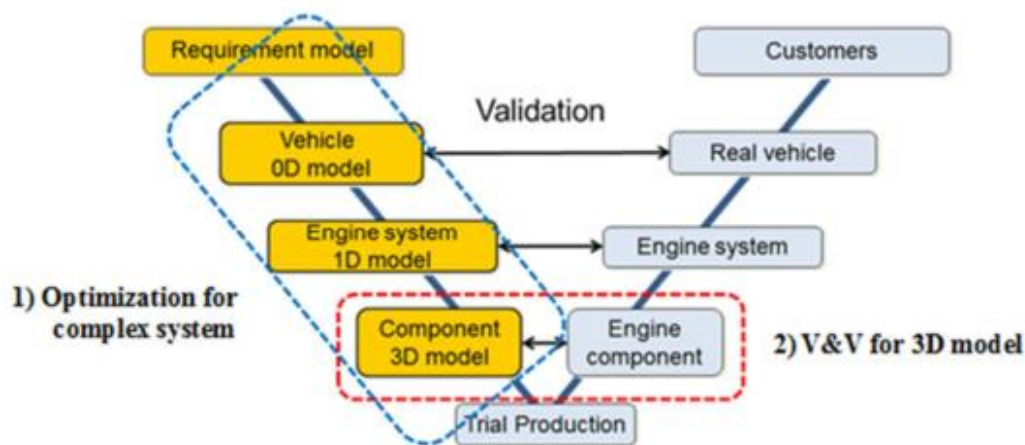 Requirement model
Customers
Validation
Vehicle
0D model
Real vehicle
Engine system
1D model
Engine system
1) Optimization for
complex system
Component
3D model
Engine
component
2) V&V for 3D model
Trial Production